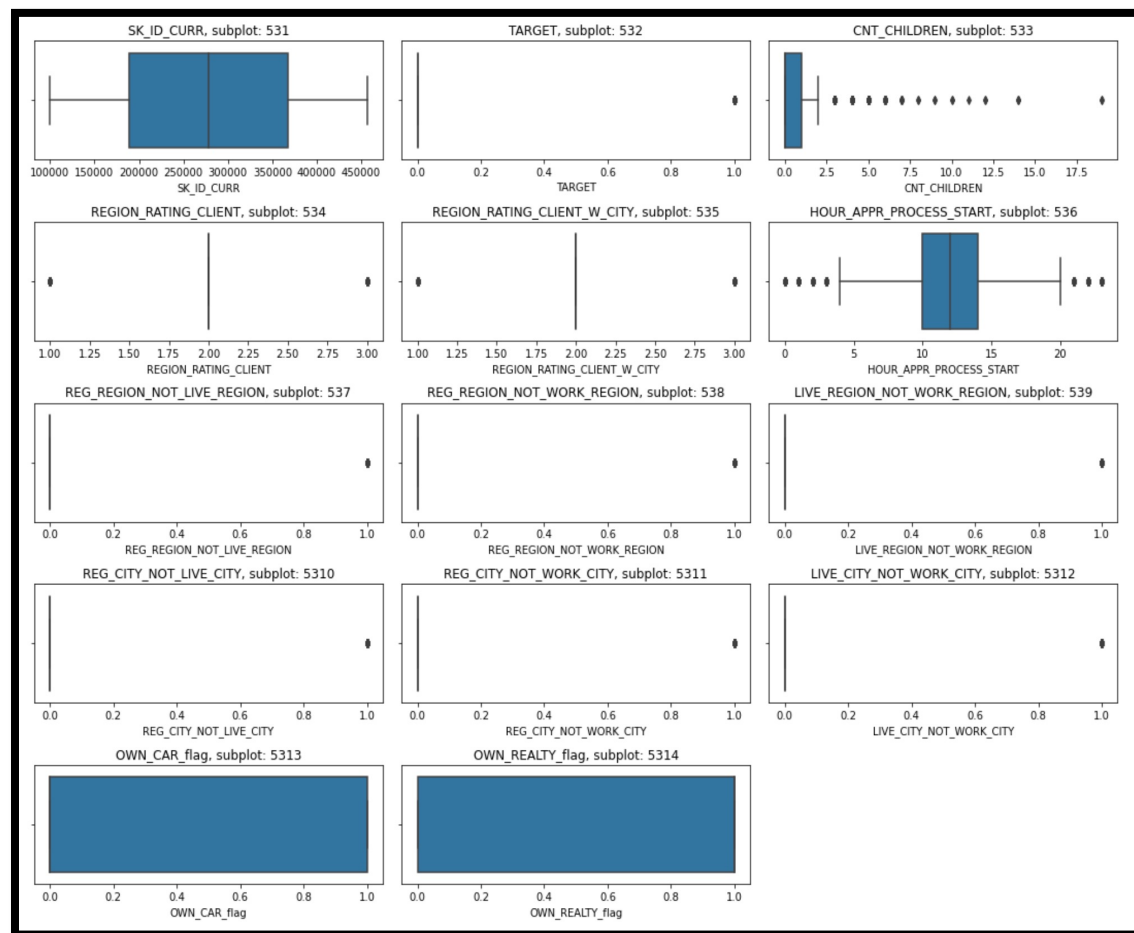 SK_ID_CURR, subplot: 531
TARGET, subplot: 532
CNT_CHILDREN, subplot: 533
100000 150000 200000 250000 300000 350000 400000 450000
0.0 0.2 0.4 0.6 0.8 1.0
0.0 2.5 5.0 7.5 10.0 12.5 15.0 17.5
SK_ID_CURR
TARGET
CNT_CHILDREN
REGION_RATING_CLIENT, subplot: 534
REGION_RATING_CLIENT_W_CITY, subplot: 535
HOUR_APPR_PROCESS_START, subplot: 536
1.00 1.25 1.50 1.75 2.00 2.25 2.50 2.75 3.00
1.00 1.25 1.50 1.75 2.00 2.25 2.50 2.75 3.00
0 5 10 15 20
REGION_RATING_CLIENT
REGION_RATING_CLIENT_W_CITY
HOUR_APPR_PROCESS_START
REG_REGION_NOT_LIVE_REGION, subplot: 537
REG_REGION_NOT_WORK_REGION, subplot: 538
LIVE_REGION_NOT_WORK_REGION, subplot: 539
0.0 0.2 0.4 0.6 0.8 1.0
0.0 0.2 0.4 0.6 0.8 1.0
0.0 0.2 0.4 0.6 0.8 1.0
REG_REGION_NOT_LIVE_REGION
REG_REGION_NOT_WORK_REGION
LIVE_REGION_NOT_WORK_REGION
REG_CITY_NOT_LIVE_CITY, subplot: 5310
REG_CITY_NOT_WORK_CITY, subplot: 5311
LIVE_CITY_NOT_WORK_CITY, subplot: 5312
0.0 0.2 0.4 0.6 0.8 1.0
0.0 0.2 0.4 0.6 0.8 1.0
0.0 0.2 0.4 0.6 0.8 1.0
REG_CITY_NOT_LIVE_CITY
REG_CITY_NOT_WORK_CITY
LIVE_CITY_NOT_WORK_CITY
OWN_CAR_flag, subplot: 5313
OWN_REALTY_flag, subplot: 5314
0.0 0.2 0.4 0.6 0.8 1.0
0.0 0.2 0.4 0.6 0.8 1.0
OWN_CAR_flag
OWN_REALTY_flag